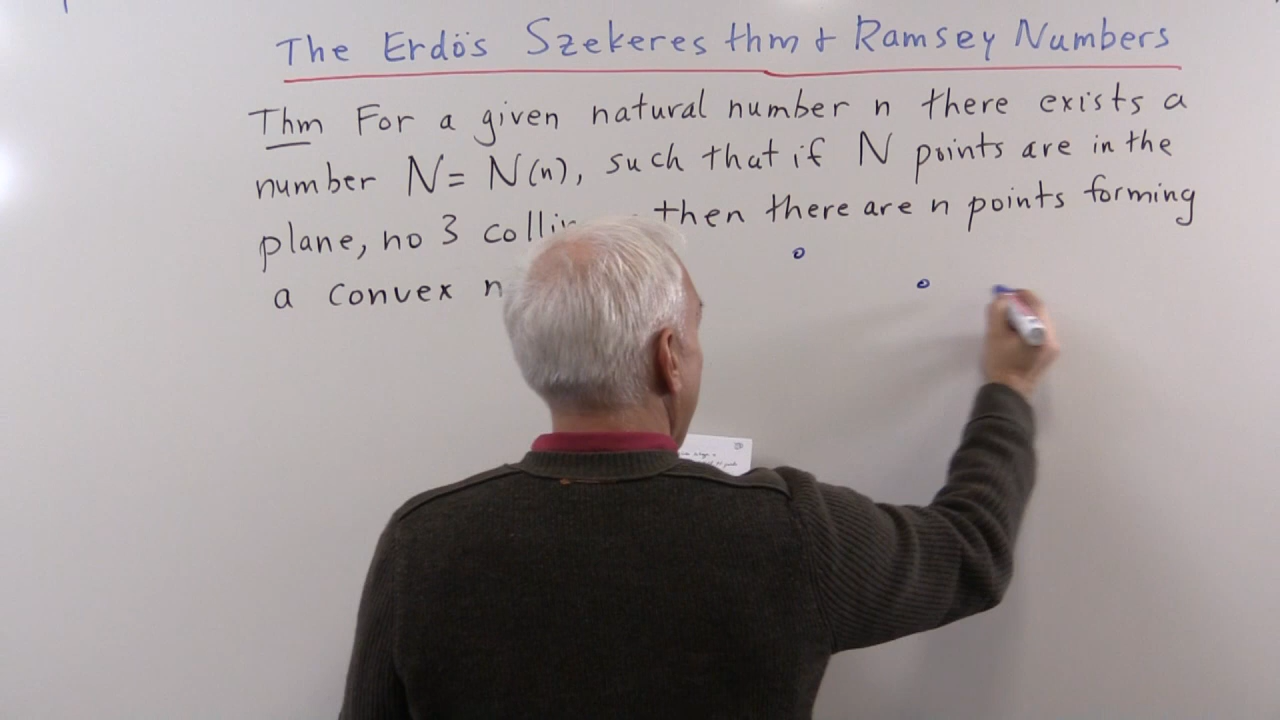 The Erdös Szekeres thm + Ramsey Numbers
Thm For a given natural number n there exists a
number N = N(n), such that if N points are in the
plane, no 3 then there are n points forming
a convex n